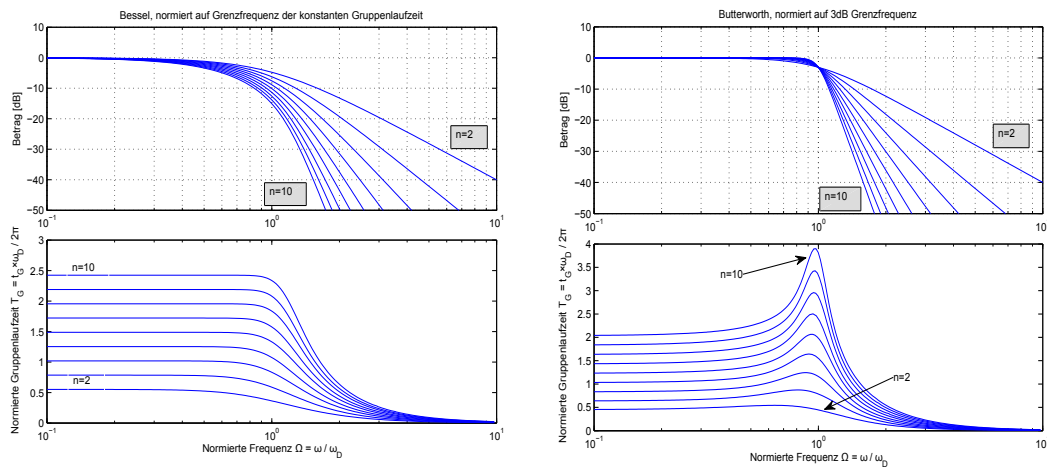 Bessel, normiert auf Grenzfrequenz der konstanten Gruppenlaufzeit
10
0
−10
−20
−30
−40
−50
Betrag [dB]
n=2
n=10
10^−1
10^0
10^1
3
2.5
2
1.5
1
0.5
0
Normierte Gruppenlaufzeit T_G = t_G×ω_D / 2π
n=10
n=2
10^−1
10^0
10^1
Normierte Frequenz Ω = ω / ω_D
Butterworth, normiert auf 3dB Grenzfrequenz
10
0
−10
−20
−30
−40
−50
Betrag [dB]
n=2
n=10
10^−1
10^0
10^1
4
3.5
3
2.5
2
1.5
1
0.5
0
Normierte Gruppenlaufzeit T_G = t_G×ω_D / 2π
n=10
n=2
10^−1
10^0
10^1
Normierte Frequenz Ω = ω / ω_D